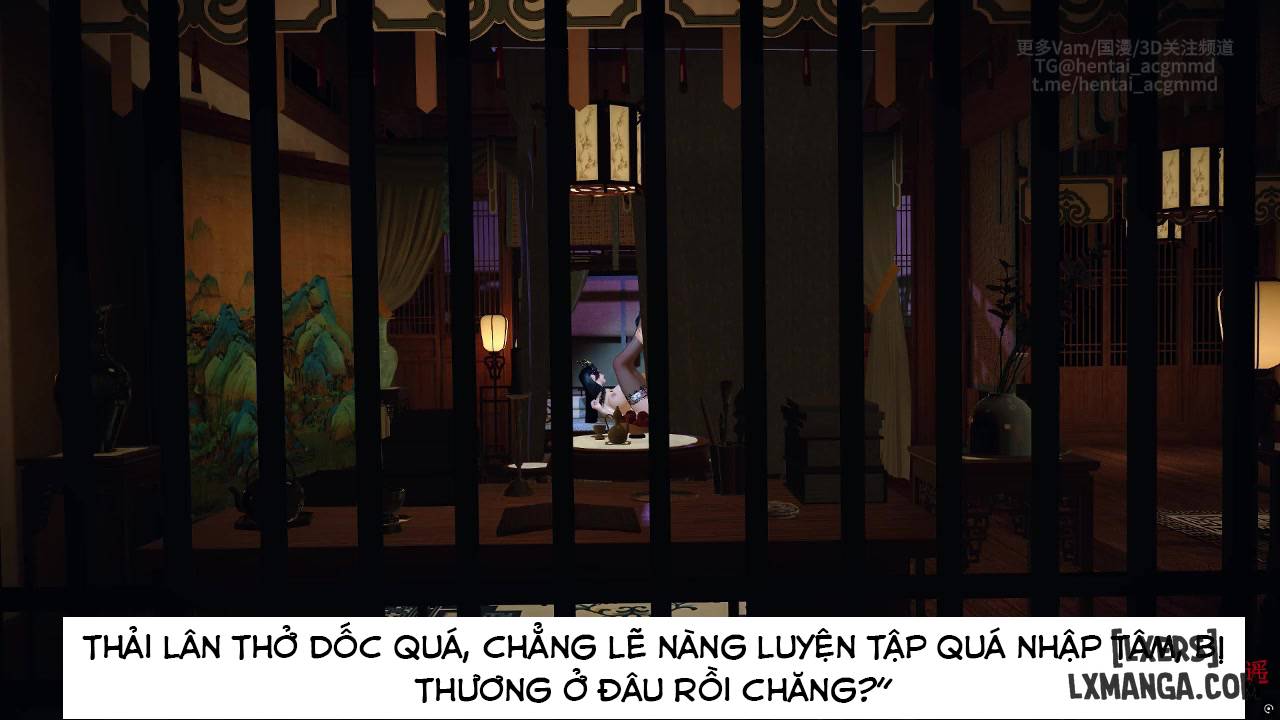 更多Vam/国漫/3D关注频道
TG@hentai_acgmmd
t.me/hentai_acgmmd
THẢI LÂN THỞ DỐC QUÁ, CHẲNG LẼ NÀNG LUYỆN TẬP QUÁ NHẬP TÂM, BỊ
THƯƠNG Ở ĐÂU RỒI CHĂNG?”
[LXERS]
LXMANGA.COM